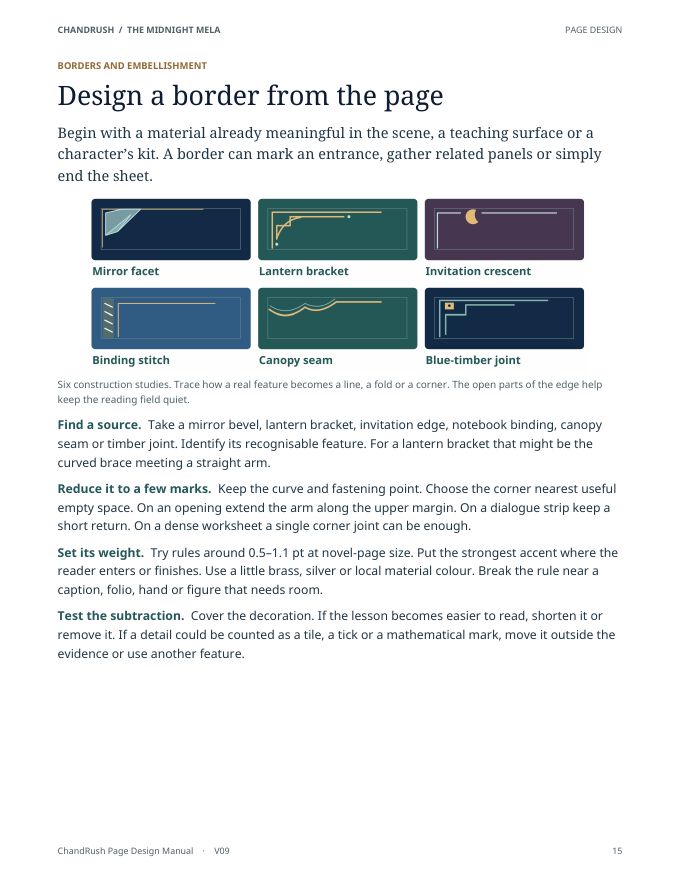 CHANDRUSH / THE MIDNIGHT MELA
PAGE DESIGN
BORDERS AND EMBELLISHMENT
Design a border from the page
Begin with a material already meaningful in the scene, a teaching surface or a
character’s kit. A border can mark an entrance, gather related panels or simply
end the sheet.
Mirror facet
Lantern bracket
Invitation crescent
Binding stitch
Canopy seam
Blue-timber joint
Six construction studies. Trace how a real feature becomes a line, a fold or a corner. The open parts of the edge help
keep the reading field quiet.
Find a source. Take a mirror bevel, lantern bracket, invitation edge, notebook binding, canopy
seam or timber joint. Identify its recognisable feature. For a lantern bracket that might be the
curved brace meeting a straight arm.
Reduce it to a few marks. Keep the curve and fastening point. Choose the corner nearest useful
empty space. On an opening extend the arm along the upper margin. On a dialogue strip keep a
short return. On a dense worksheet a single corner joint can be enough.
Set its weight. Try rules around 0.5–1.1 pt at novel-page size. Put the strongest accent where the
reader enters or finishes. Use a little brass, silver or local material colour. Break the rule near a
caption, folio, hand or figure that needs room.
Test the subtraction. Cover the decoration. If the lesson becomes easier to read, shorten it or
remove it. If a detail could be counted as a tile, a tick or a mathematical mark, move it outside the
evidence or use another feature.
ChandRush Page Design Manual · V09
15